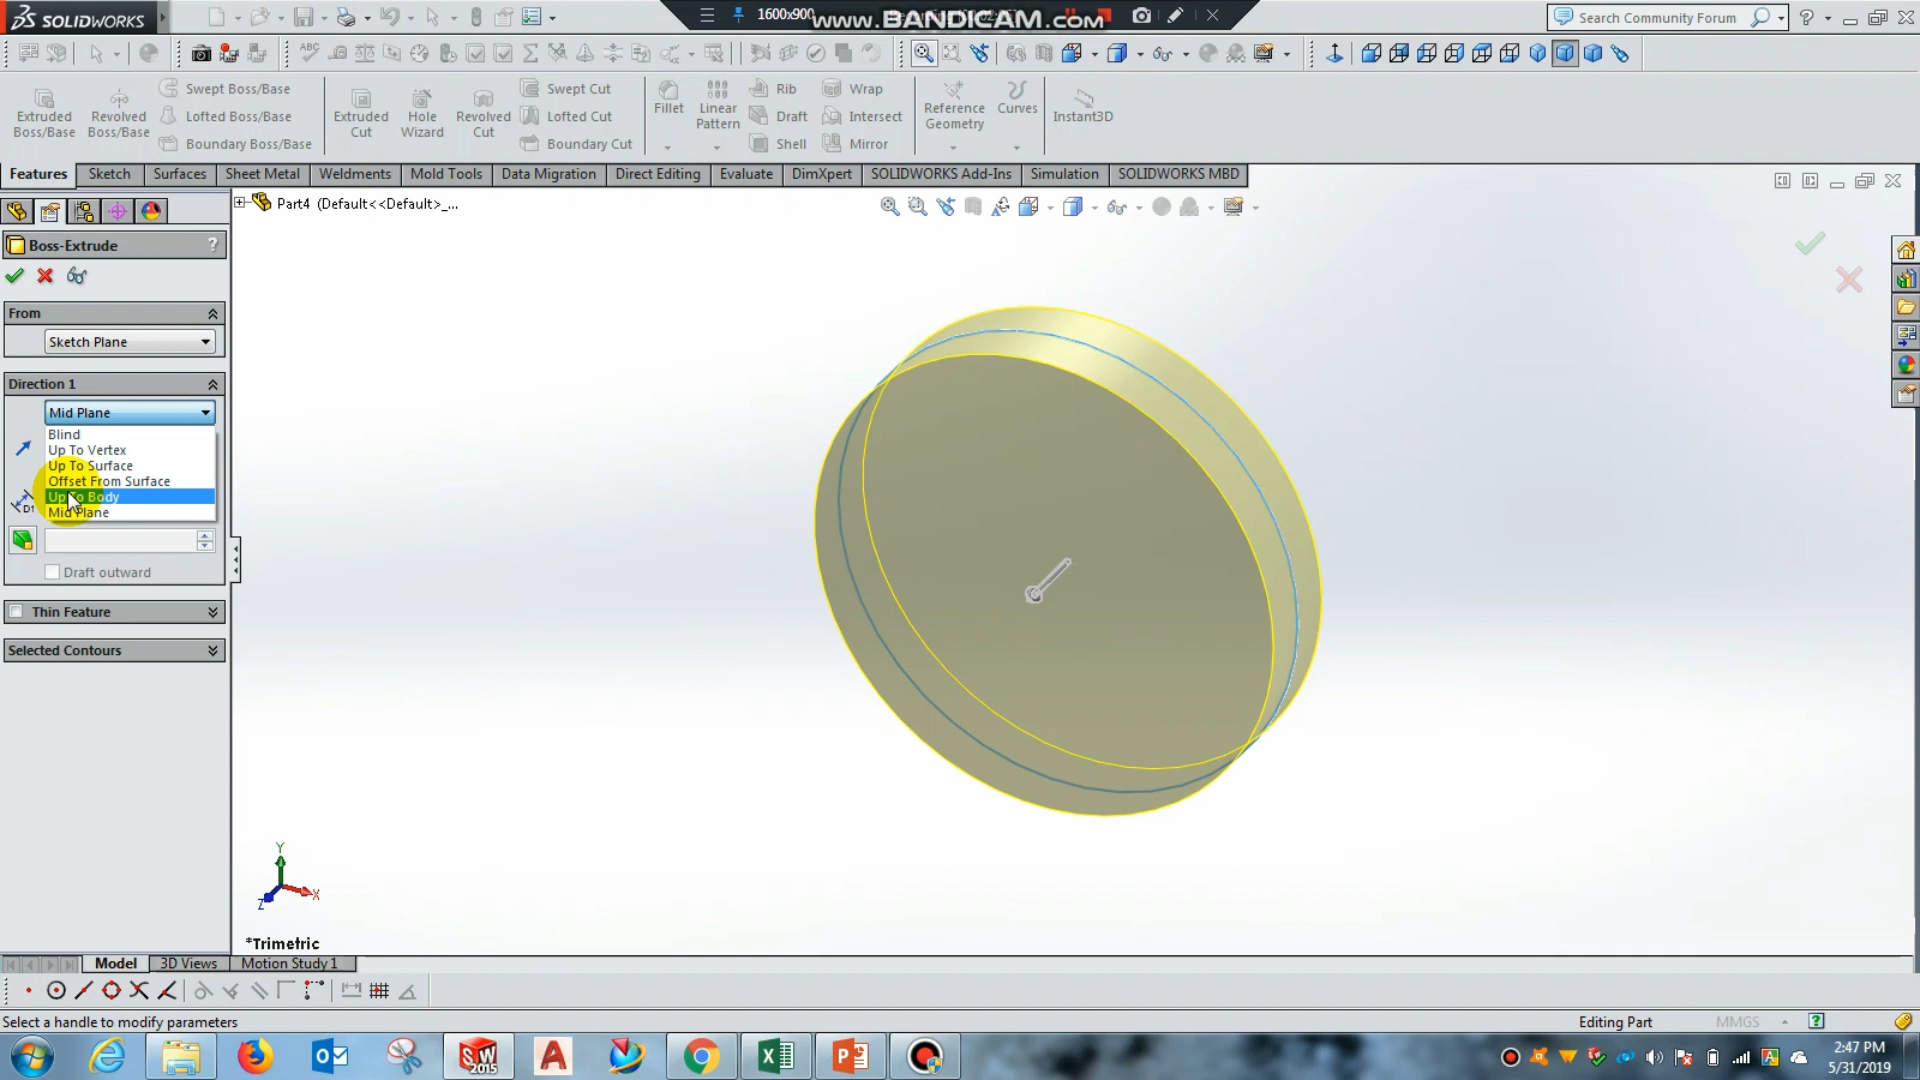 SOLIDWORKS
1600x900
www.BANDICAM.com
Search Community Forum
Extruded Boss/Base
Revolved Boss/Base
Swept Boss/Base
Lofted Boss/Base
Boundary Boss/Base
Extruded Cut
Hole Wizard
Revolved Cut
Swept Cut
Lofted Cut
Boundary Cut
Fillet
Linear Pattern
Rib
Draft
Shell
Wrap
Intersect
Mirror
Reference Geometry
Curves
Instant3D
Features Sketch Surfaces Sheet Metal Weldments Mold Tools Data Migration Direct Editing Evaluate DimXpert SOLIDWORKS Add-Ins Simulation SOLIDWORKS MBD
Part4 (Default<<Default>_...
Boss-Extrude ?
From
Sketch Plane
Direction 1
Mid Plane
Blind
Up To Vertex
Up To Surface
Offset From Surface
Up To Body
Mid Plane
Draft outward
Thin Feature
Selected Contours
Y
X
Z
*Trimetric
Model 3D Views Motion Study 1
Select a handle to modify parameters
Editing Part
MMGS
2:47 PM
5/31/2019